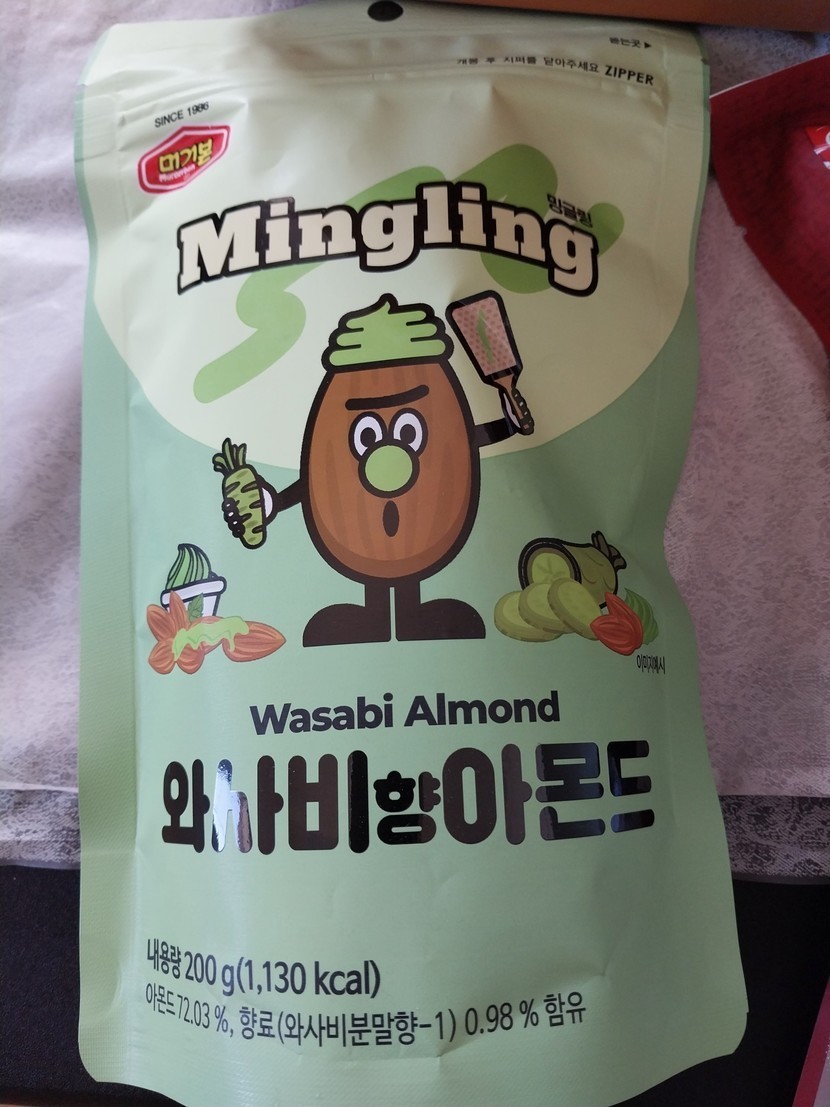 뜯는곳 ▶
개봉 후 지퍼를 닫아주세요 ZIPPER
SINCE 1986
머거본
Mingling
밍글링
이미지예시
Wasabi Almond
와사비향아몬드
내용량 200 g(1,130 kcal)
아몬드 72.03 %, 향료(와사비분말향-1) 0.98 % 함유